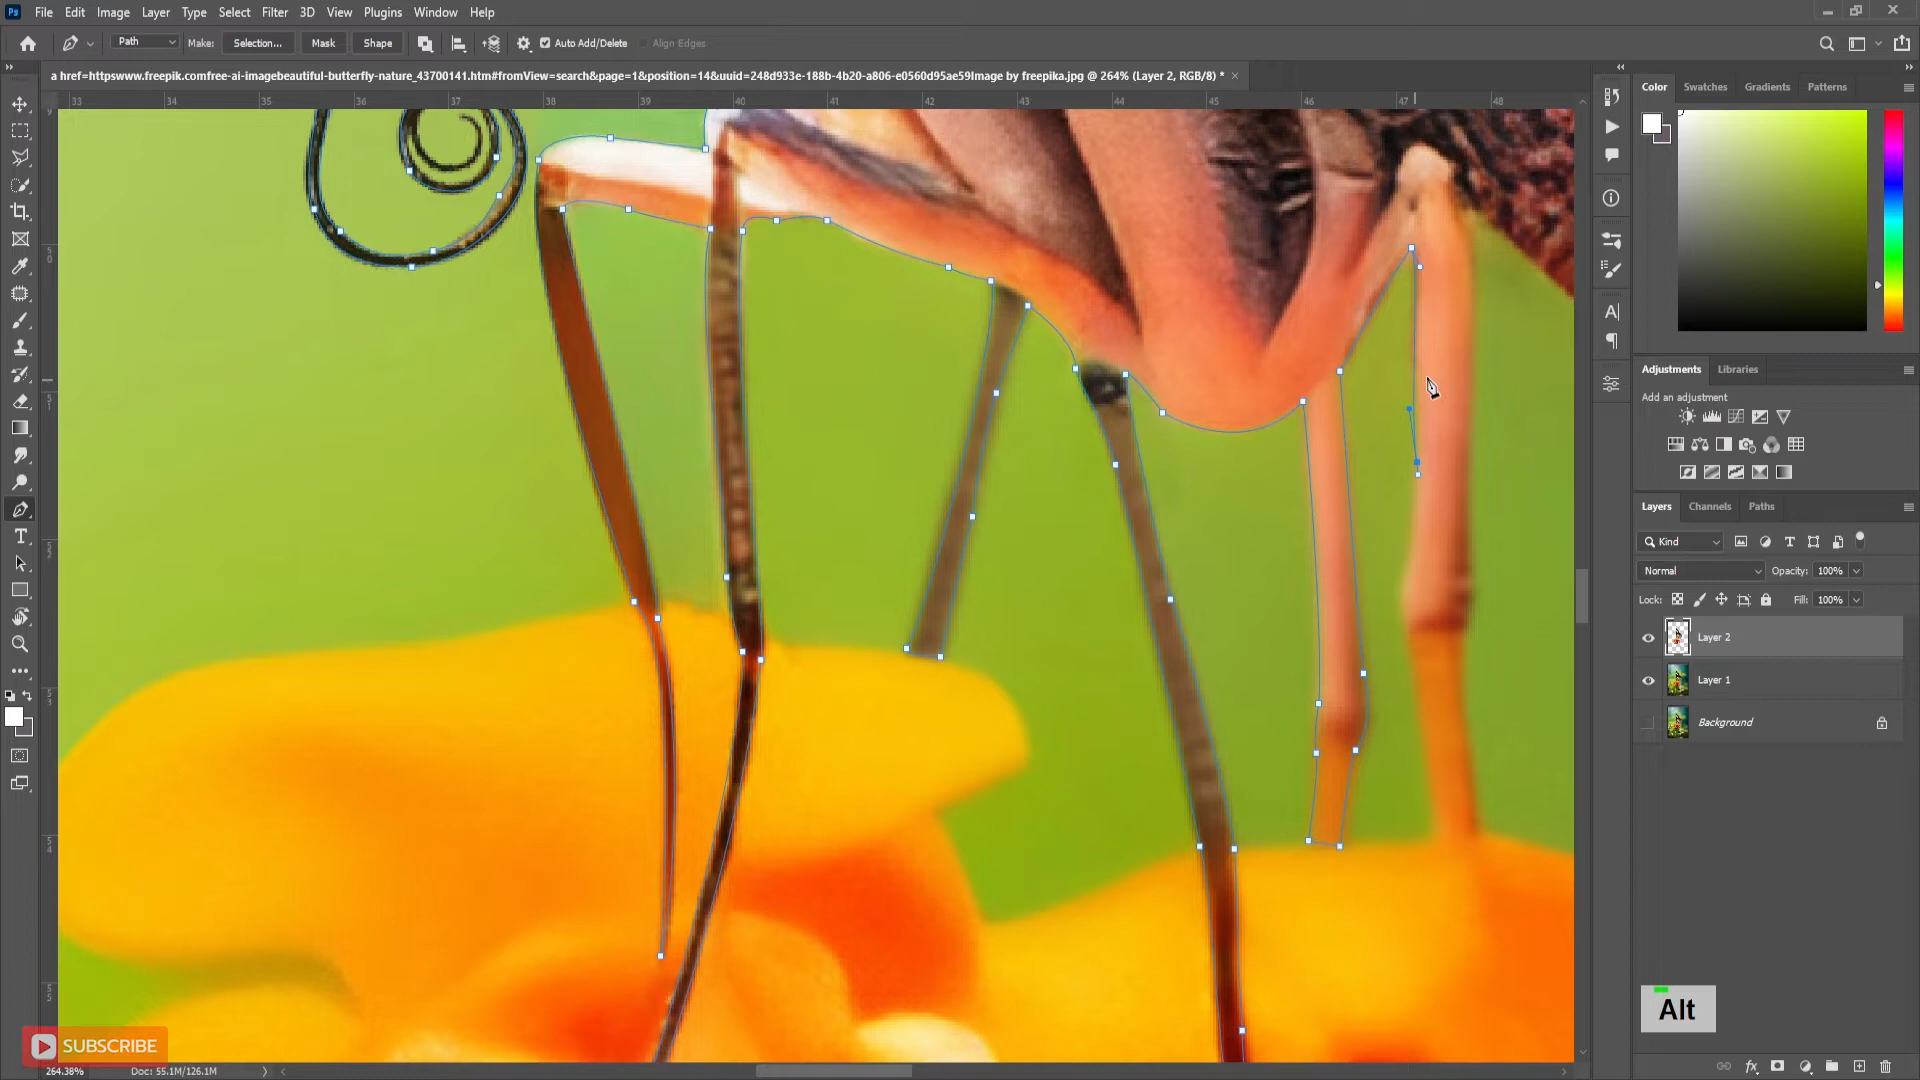 File Edit Image Layer Type Select Filter 3D View Plugins Window Help
Path Make: Selection... Mask Shape Auto Add/Delete Align Edges
a href=httpswww.freepik.comfree-ai-imagebeautiful-butterfly-nature_43700141.htm#fromView=search&page=1&position=14&uuid=248d933e-188b-4b20-a806-e0560d95ae59Image by freepika.jpg @ 264% (Layer 2, RGB/8) *
33 34 35 36 37 38 39 40 41 42 43 44 45 46 47 48
Color Swatches Gradients Patterns
Adjustments Libraries
Add an adjustment
Layers Channels Paths
Kind
Normal Opacity: 100%
Lock: Fill: 100%
Layer 2
Layer 1
Background
Alt
SUBSCRIBE
264.38% Doc: 55.1M/126.1M